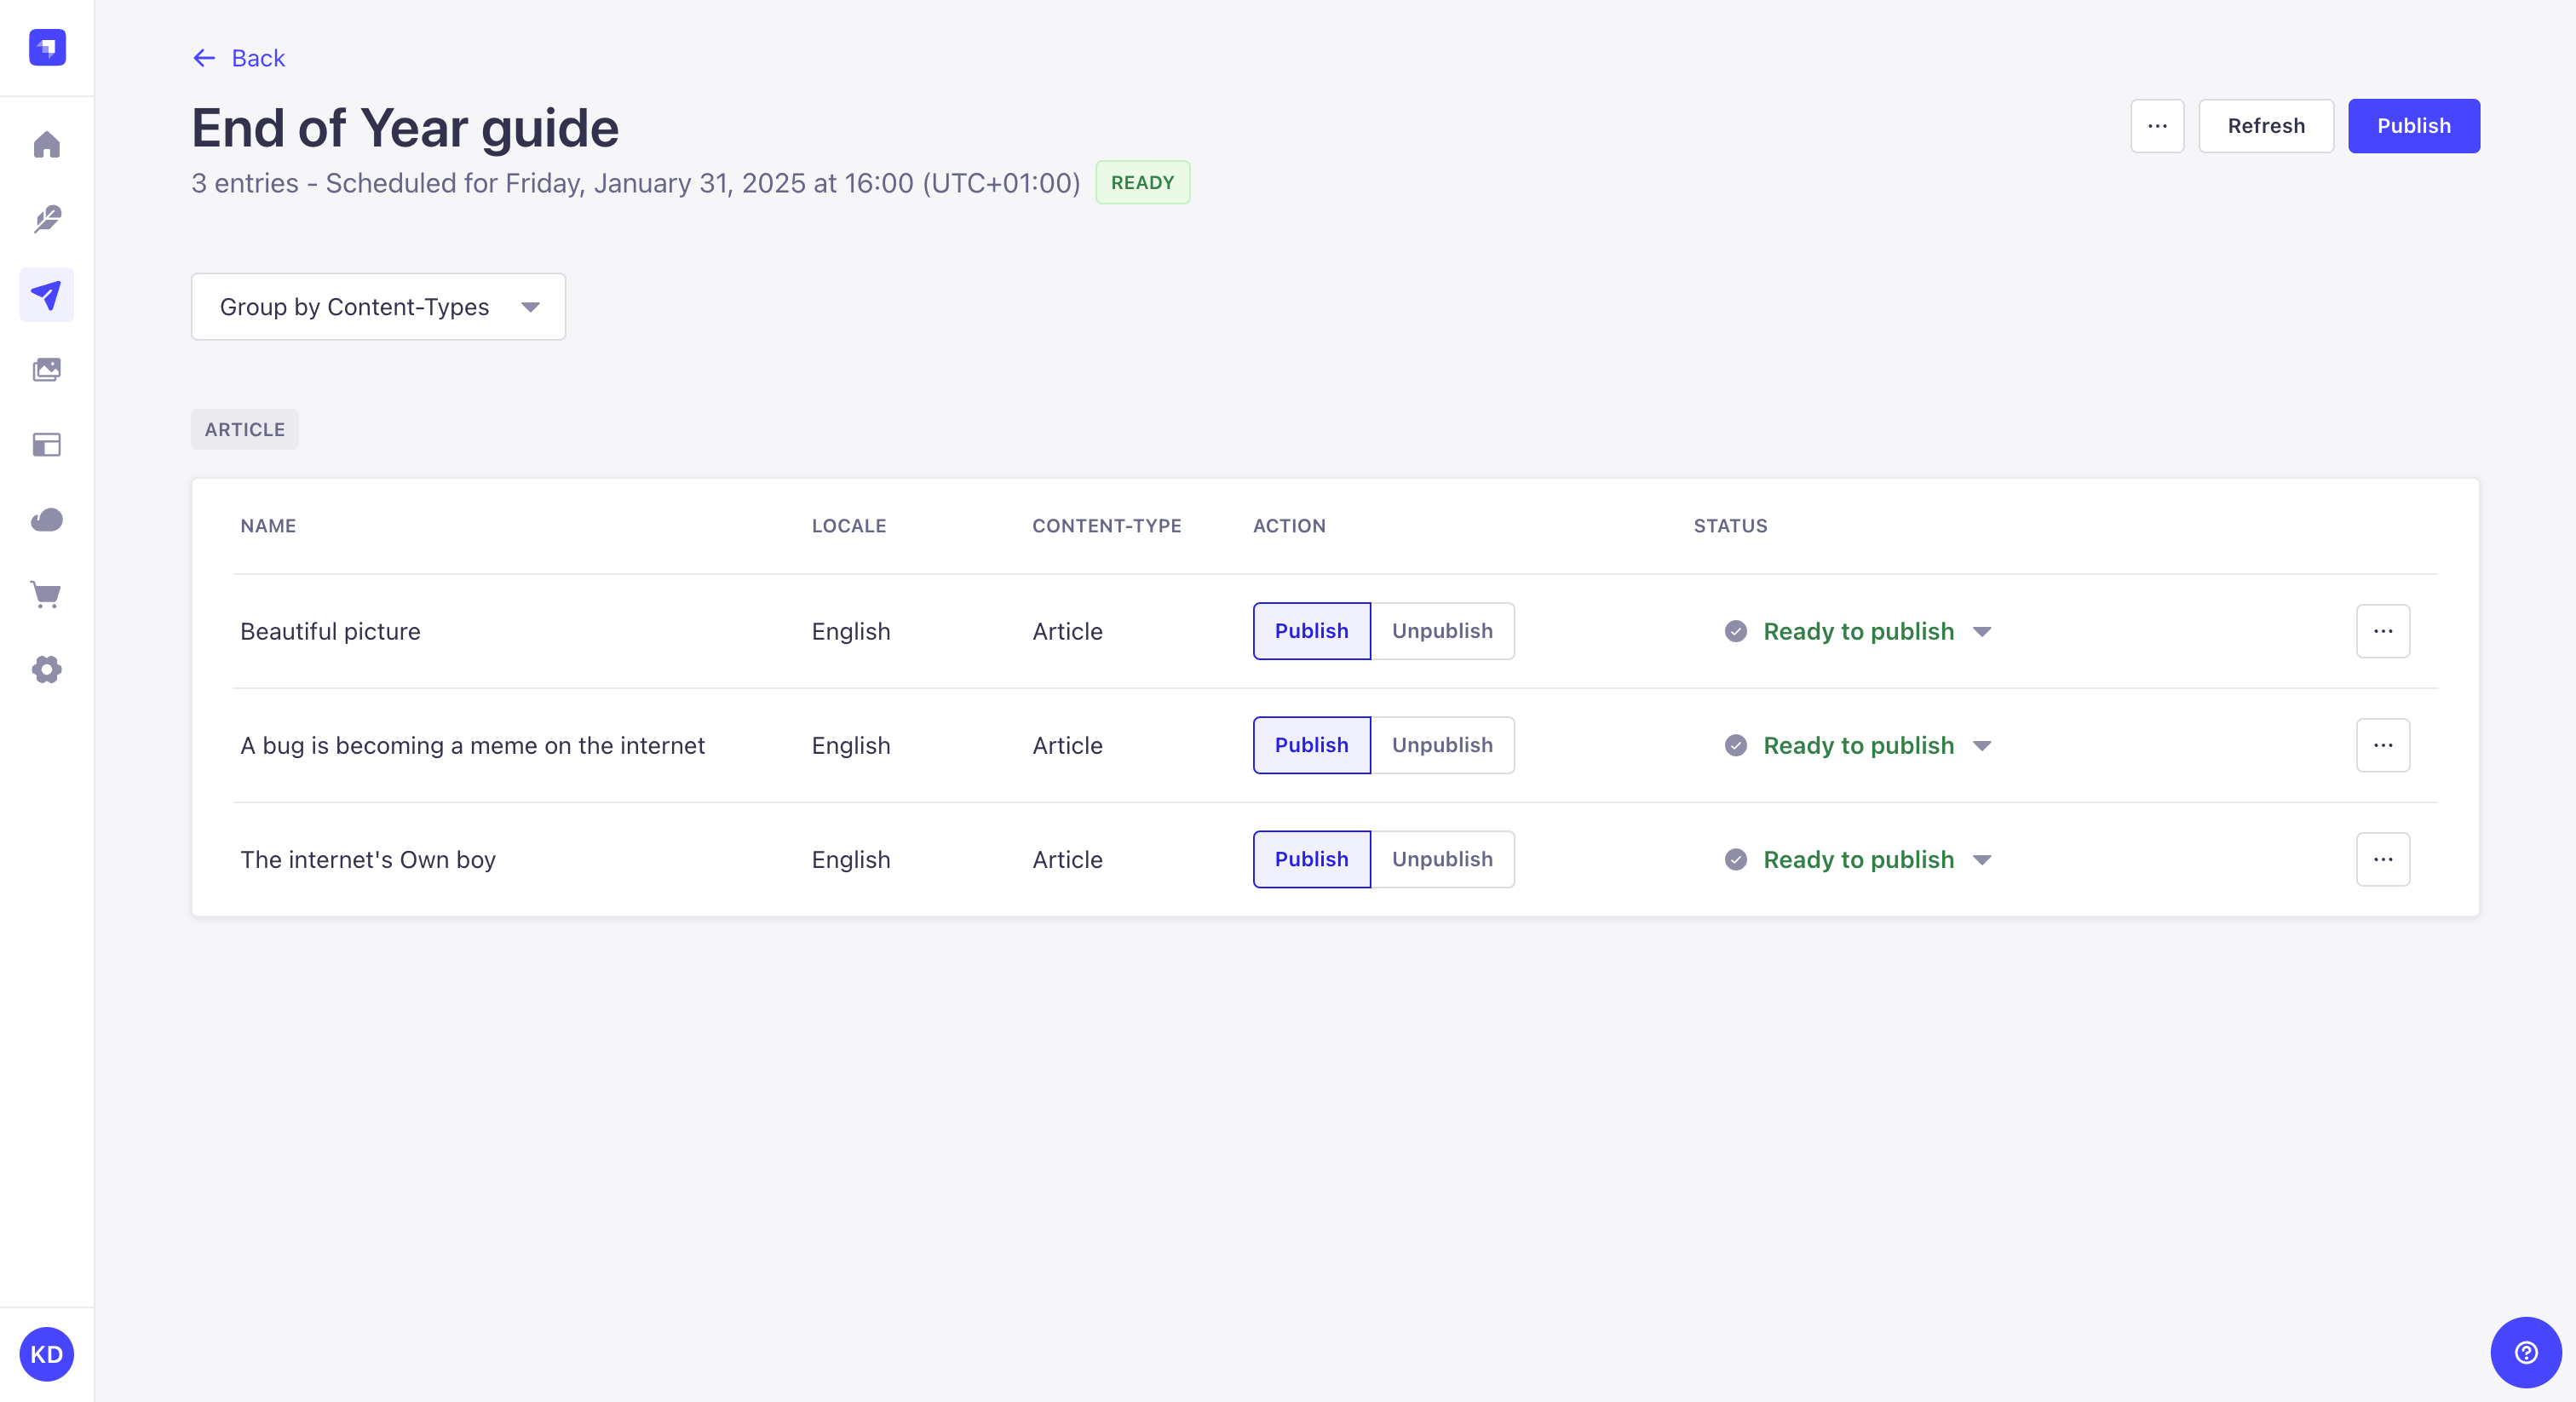 Back
End of Year guide
3 entries - Scheduled for Friday, January 31, 2025 at 16:00 (UTC+01:00) READY
··· Refresh Publish
Group by Content-Types
ARTICLE
NAME LOCALE CONTENT-TYPE ACTION STATUS
Beautiful picture English Article Publish Unpublish Ready to publish ···
A bug is becoming a meme on the internet English Article Publish Unpublish Ready to publish ···
The internet's Own boy English Article Publish Unpublish Ready to publish ···
KD
?